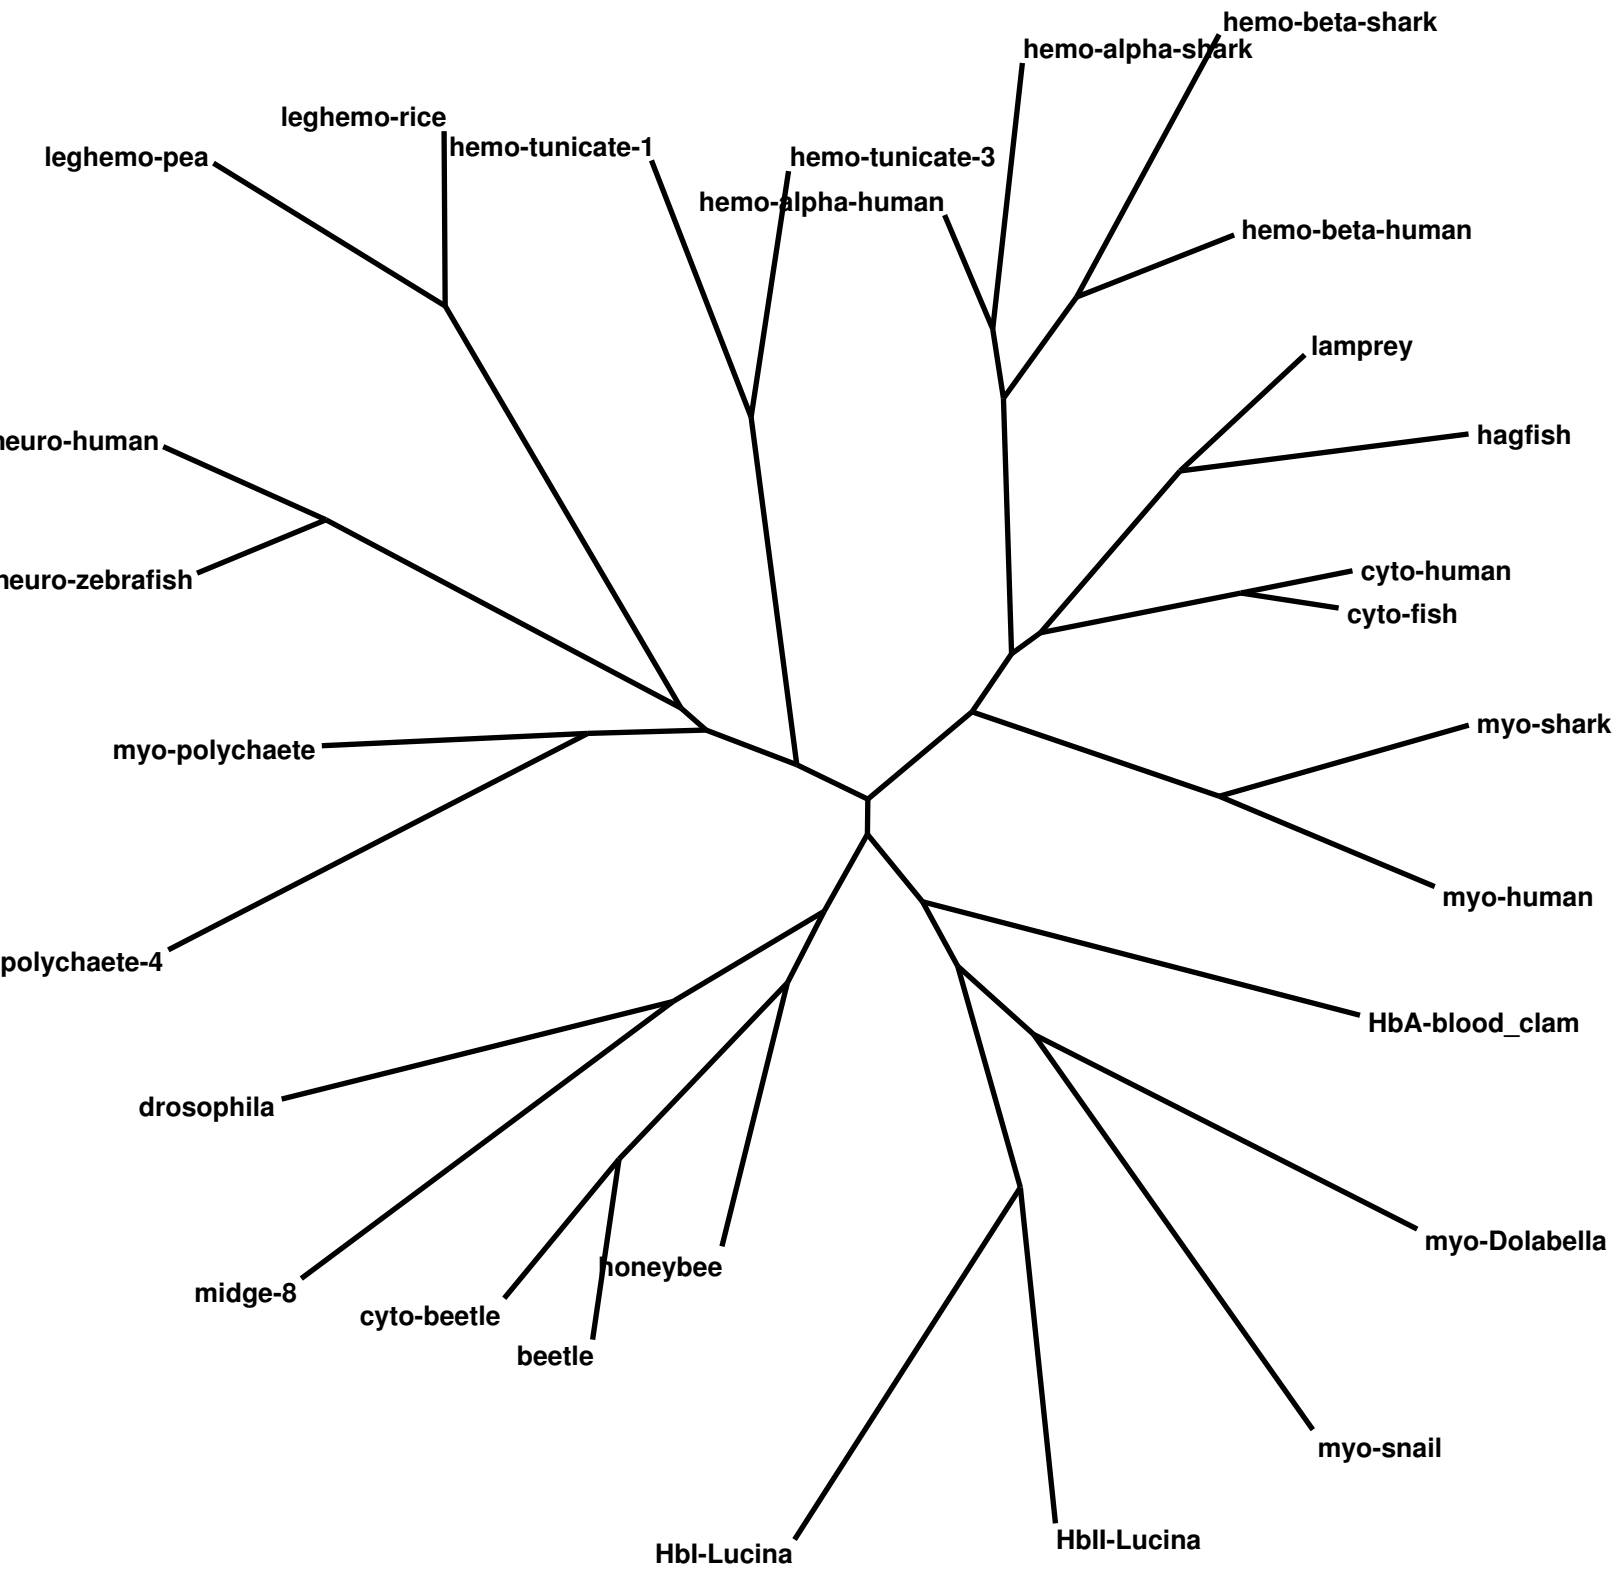 hemo-beta-shark
hemo-alpha-shark
leghemo-rice
hemo-tunicate-1
leghemo-pea
hemo-tunicate-3
hemo-alpha-human
hemo-beta-human
lamprey
hagfish
neuro-human
cyto-human
neuro-zebrafish
cyto-fish
myo-shark
myo-polychaete
myo-human
polychaete-4
HbA-blood_clam
drosophila
myo-Dolabella
honeybee
midge-8
cyto-beetle
beetle
myo-snail
HbII-Lucina
HbI-Lucina